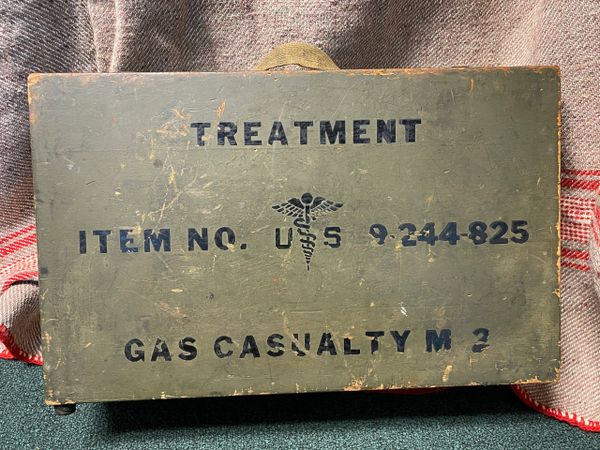 TREATMENT
ITEM NO. U S 9-244-825
GAS CASUALTY M 2